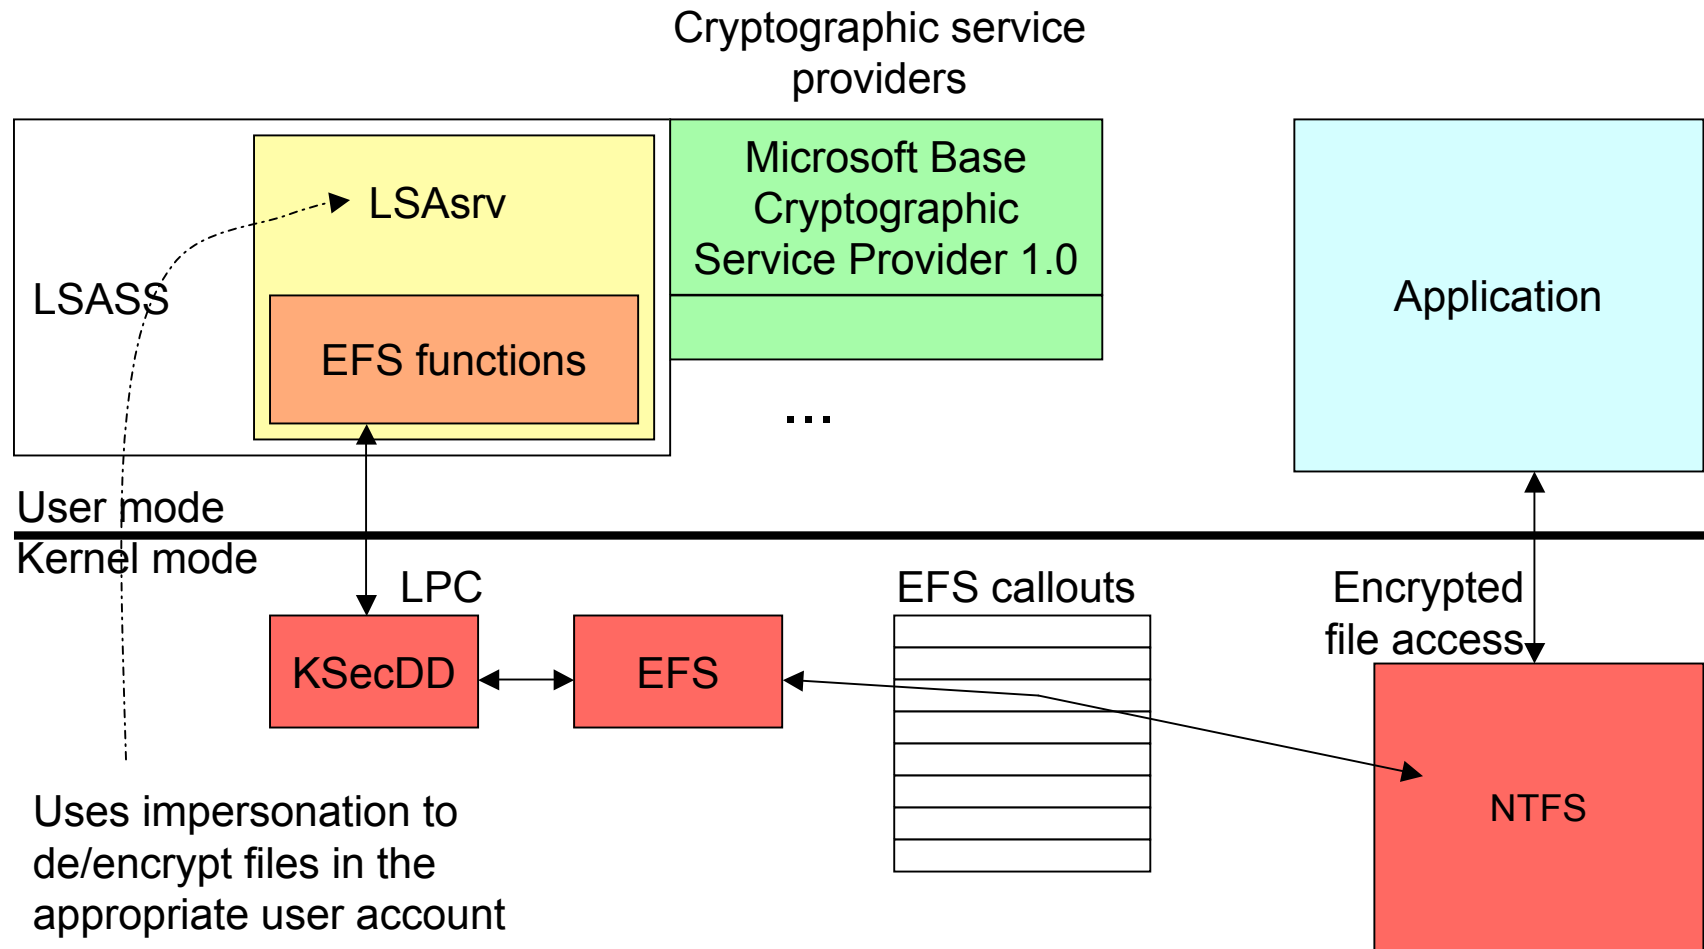 Cryptographic service
providers
LSASS
LSAsrv
EFS functions
Microsoft Base
Cryptographic
Service Provider 1.0
...
Application
User mode
Kernel mode
LPC
KSecDD
EFS
EFS callouts
Encrypted
file access
NTFS
Uses impersonation to
de/encrypt files in the
appropriate user account